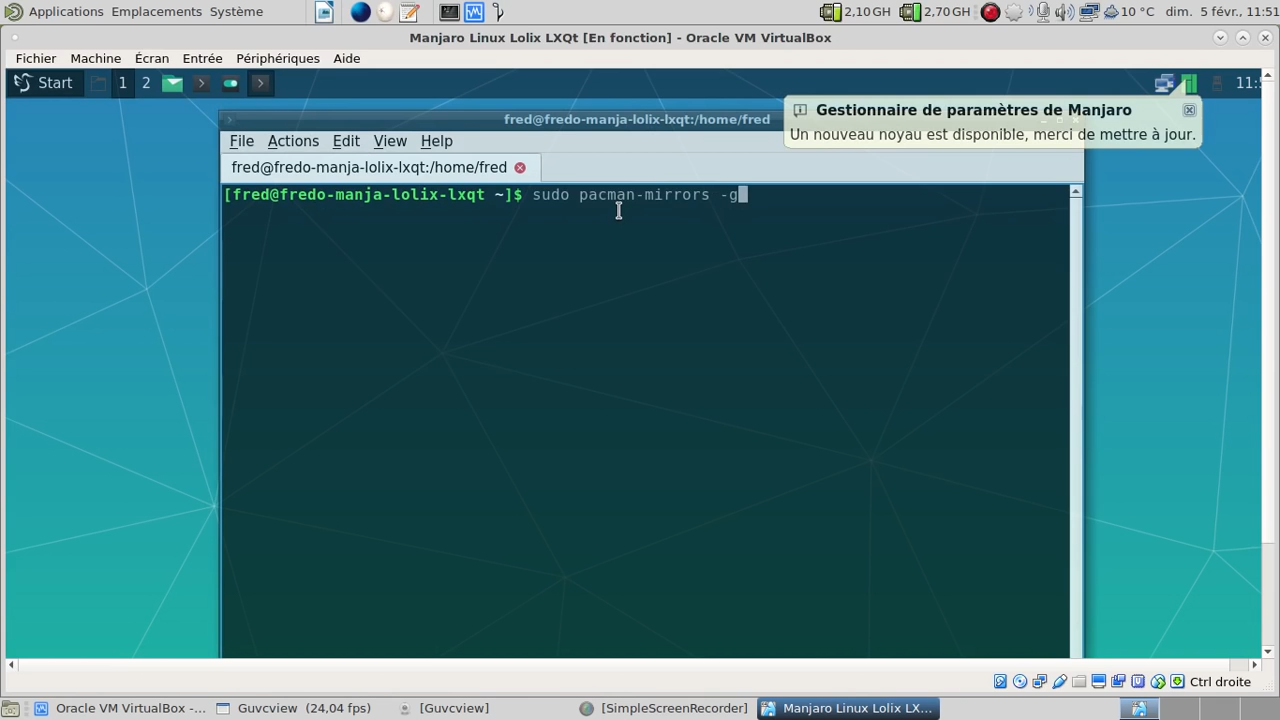 Applications Emplacements Système 2,10 GH 2,70 GH 10 °C dim. 5 févr., 11:51
Manjaro Linux Lolix LXQt [En fonction] - Oracle VM VirtualBox
Fichier Machine Écran Entrée Périphériques Aide
Start 1 2
Gestionnaire de paramètres de Manjaro
Un nouveau noyau est disponible, merci de mettre à jour.
fred@fredo-manja-lolix-lxqt:/home/fred
File Actions Edit View Help
fred@fredo-manja-lolix-lxqt:/home/fred
[fred@fredo-manja-lolix-lxqt ~]$ sudo pacman-mirrors -g
Ctrl droite
Oracle VM VirtualBox -... Guvcview (24,04 fps) [Guvcview] [SimpleScreenRecorder] Manjaro Linux Lolix LX...